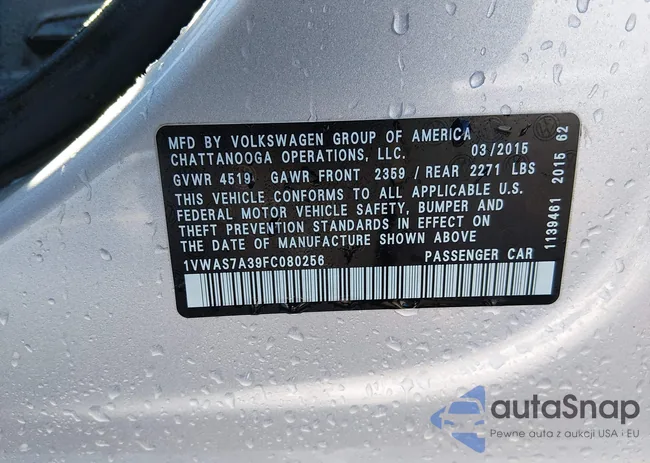 MFD BY VOLKSWAGEN GROUP OF AMERICA
CHATTANOOGA OPERATIONS, LLC. 03/2015
GVWR 4519 GAWR FRONT 2359 / REAR 2271 LBS
THIS VEHICLE CONFORMS TO ALL APPLICABLE U.S.
FEDERAL MOTOR VEHICLE SAFETY, BUMPER AND
THEFT PREVENTION STANDARDS IN EFFECT ON
THE DATE OF MANUFACTURE SHOWN ABOVE
1VWAS7A39FC080256 PASSENGER CAR
1139461 2015 62
autaSnap
Pewne auta z aukcji USA i EU